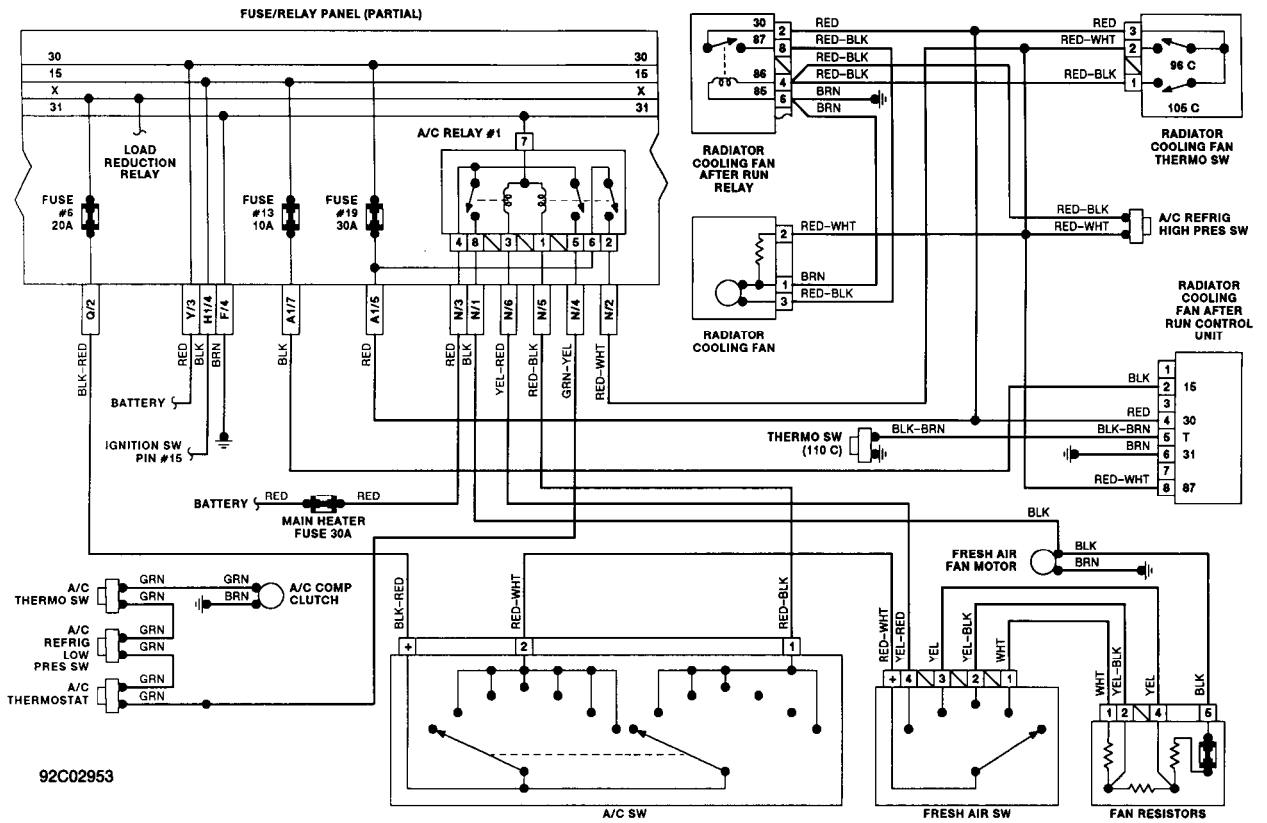 FUSE/RELAY PANEL (PARTIAL)
30
15
X
31
30
15
X
31
LOAD
REDUCTION
RELAY
A/C RELAY #1
7
FUSE
#6
20A
FUSE
#13
10A
FUSE
#19
30A
4 8 3 1 5 6 2
Q/2
Y/3
H1/4
F/4
A1/7
A1/5
N/3
N/1
N/6
N/5
N/4
N/2
BLK-RED
RED
BLK
BRN
BLK
RED
RED
BLK
YEL-RED
RED-BLK
GRN-YEL
RED-WHT
BATTERY
IGNITION SW
PIN #15
BATTERY
RED
RED
MAIN HEATER
FUSE 30A
30
87
86
85
2
8
4
6
RED
RED-BLK
RED-BLK
RED-BLK
BRN
BRN
RADIATOR
COOLING FAN
AFTER RUN
RELAY
RED
RED-WHT
RED-BLK
3
2
1
96 C
105 C
RADIATOR
COOLING FAN
THERMO SW
2
1
3
RED-WHT
BRN
RED-BLK
RADIATOR
COOLING FAN
RED-BLK
RED-WHT
A/C REFRIG
HIGH PRES SW
RADIATOR
COOLING
FAN AFTER
RUN CONTROL
UNIT
BLK
RED
BLK-BRN
BRN
RED-WHT
1
2 15
3
4 30
5 T
6 31
7
8 87
THERMO SW
(110 C)
BLK-BRN
BLK
FRESH AIR
FAN MOTOR
BLK
BRN
A/C
THERMO SW
GRN
GRN
GRN
BRN
A/C COMP
CLUTCH
A/C
REFRIG
LOW
PRES SW
GRN
GRN
A/C
THERMOSTAT
GRN
GRN
BLK-RED
RED-WHT
RED-BLK
+ 2 1
A/C SW
RED-WHT
YEL-RED
YEL
YEL-BLK
WHT
+ 4 3 2 1
FRESH AIR SW
WHT
YEL-BLK
YEL
BLK
1 2 4 5
FAN RESISTORS
92C02953